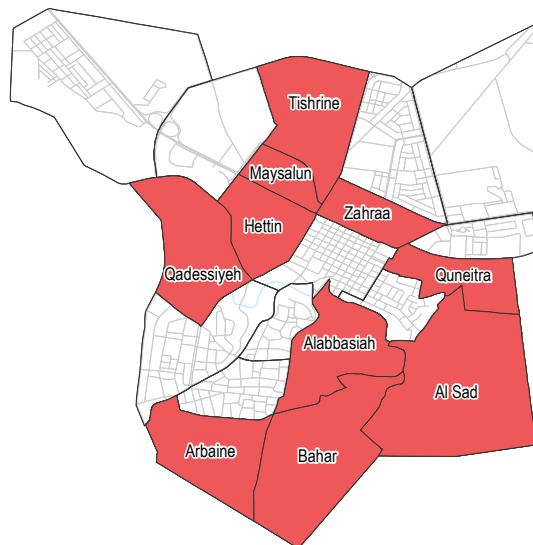 Tishrine
Maysalun
Zahraa
Hettin
Qadessiyeh
Quneitra
Alabbasiah
Al Sad
Arbaine
Bahar